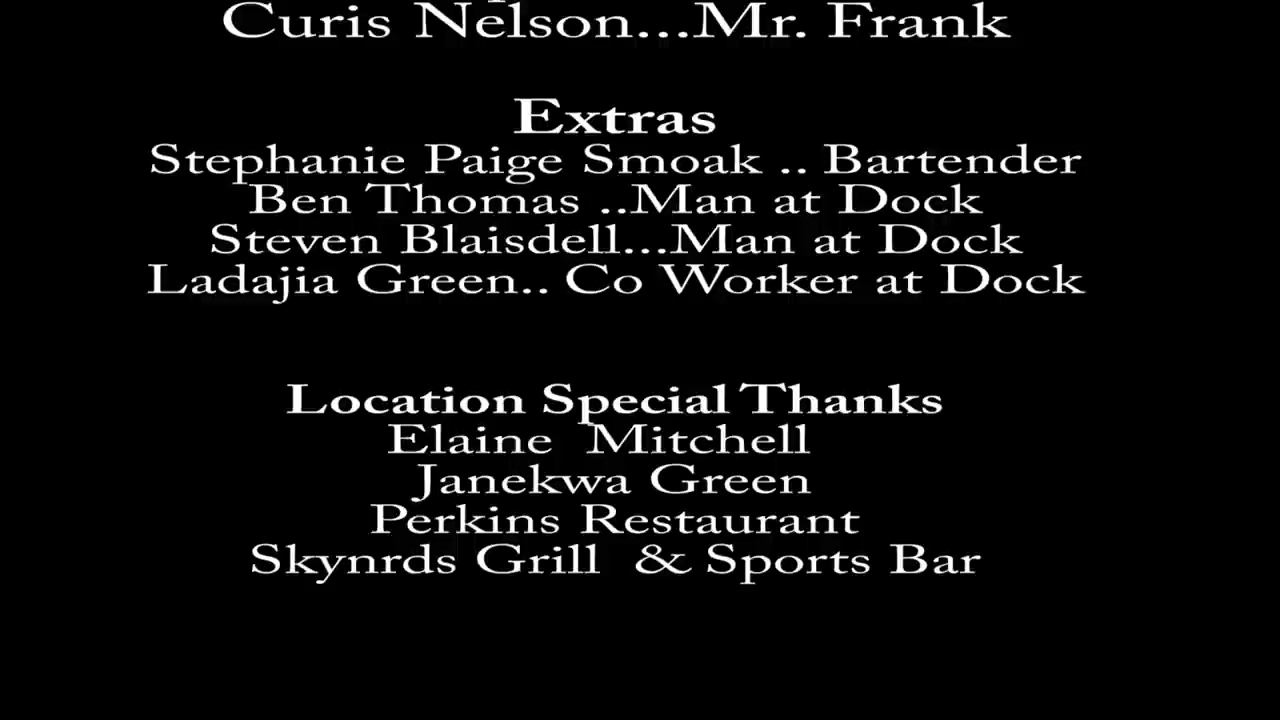 Curis Nelson...Mr. Frank
Extras
Stephanie Paige Smoak .. Bartender
Ben Thomas ..Man at Dock
Steven Blaisdell...Man at Dock
Ladajia Green.. Co Worker at Dock
Location Special Thanks
Elaine  Mitchell
Janekwa Green
Perkins Restaurant
Skynrds Grill  & Sports Bar